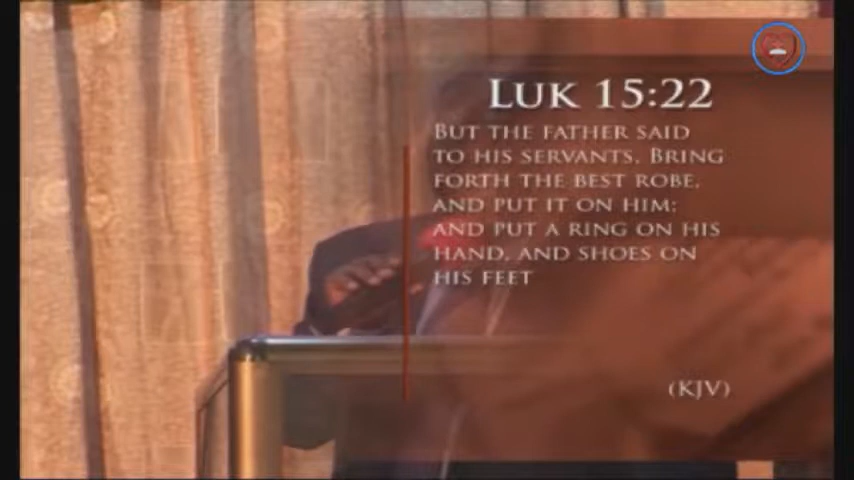 Luk 15:22
But the father said
to his servants, Bring
forth the best robe,
and put it on him;
and put a ring on his
hand, and shoes on
his feet
(KJV)